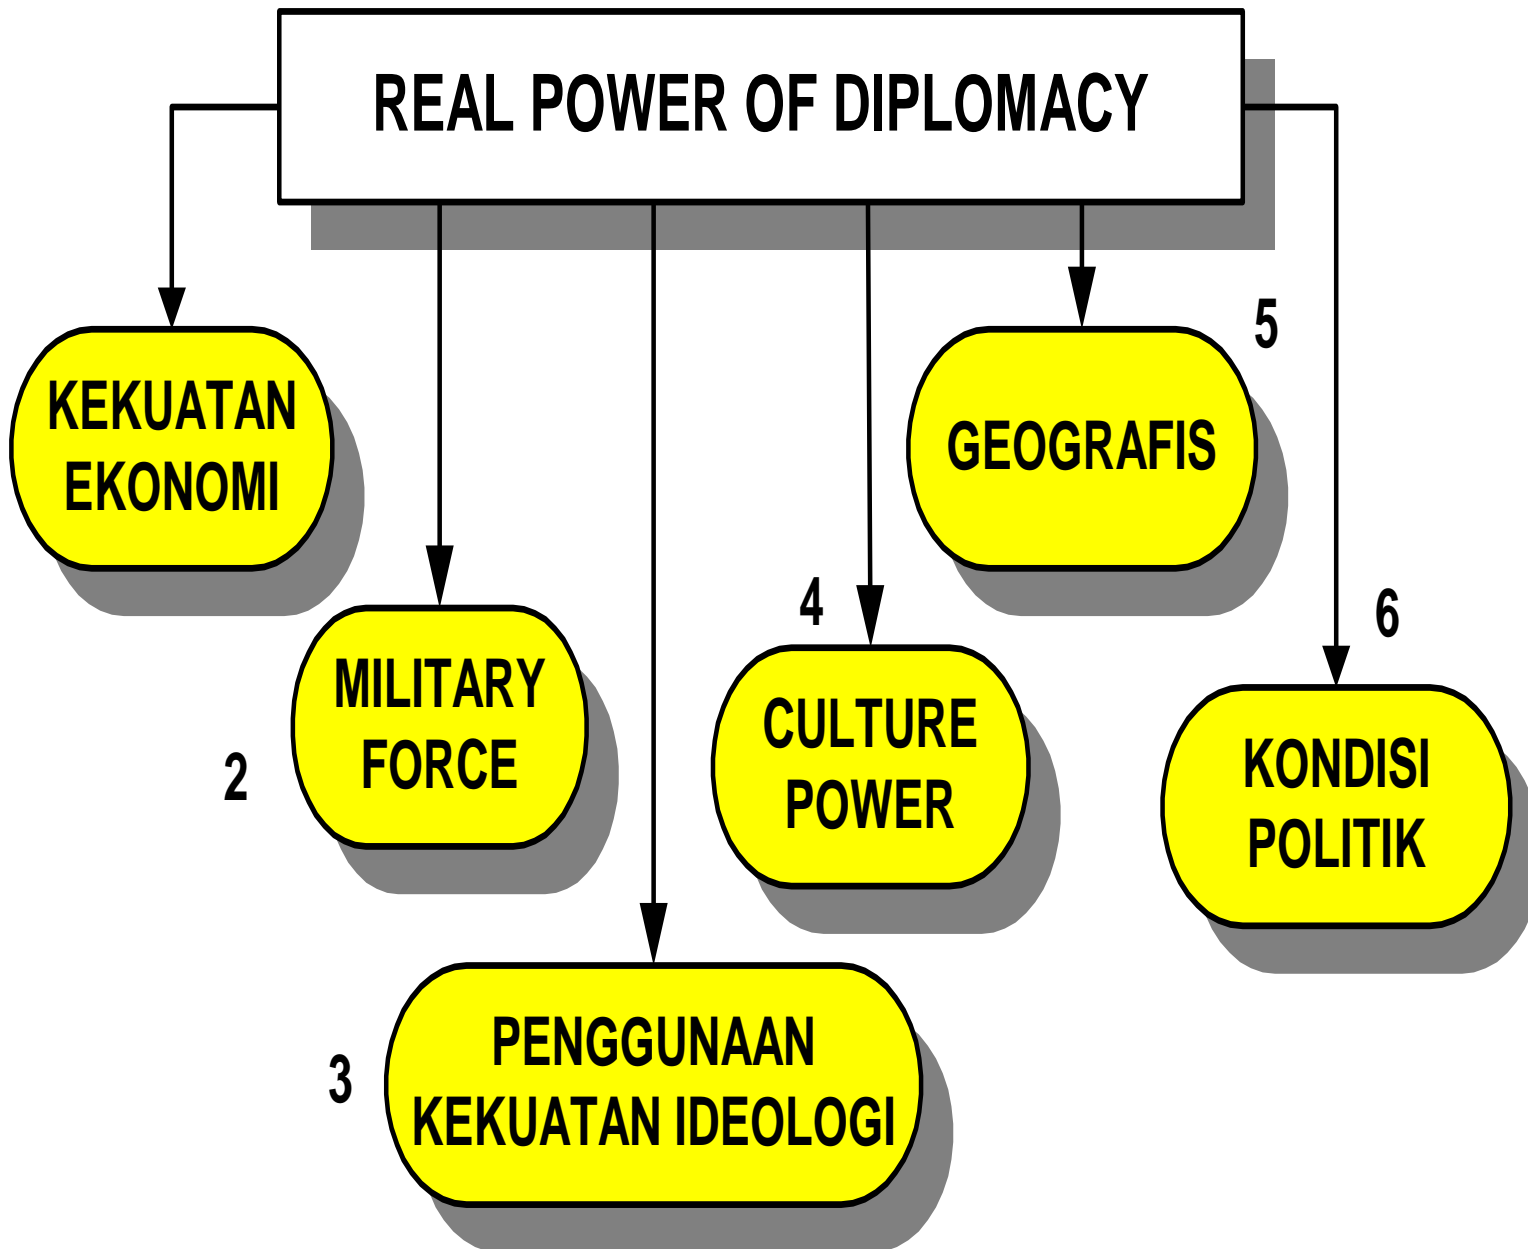 REAL POWER OF DIPLOMACY
KEKUATAN
EKONOMI
2
MILITARY
FORCE
3
PENGGUNAAN
KEKUATAN IDEOLOGI
4
CULTURE
POWER
5
GEOGRAFIS
6
KONDISI
POLITIK